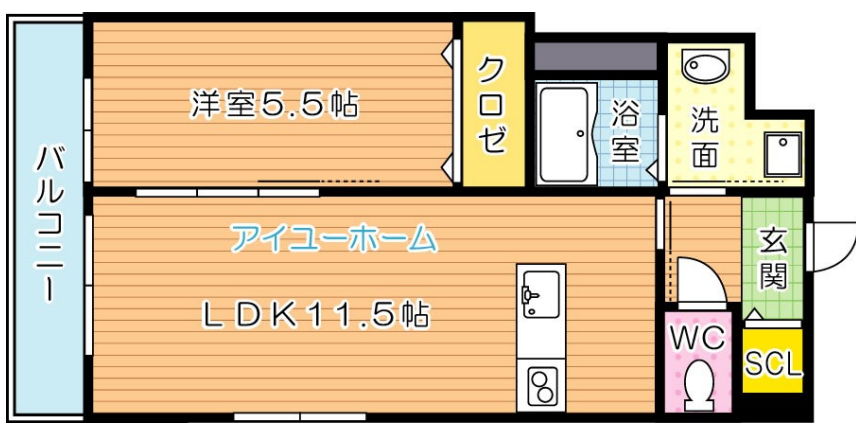 洋室5.5帖
クロゼ
浴室
洗面
バルコニー
アイユーホーム
玄関
LDK11.5帖
WC
SCL